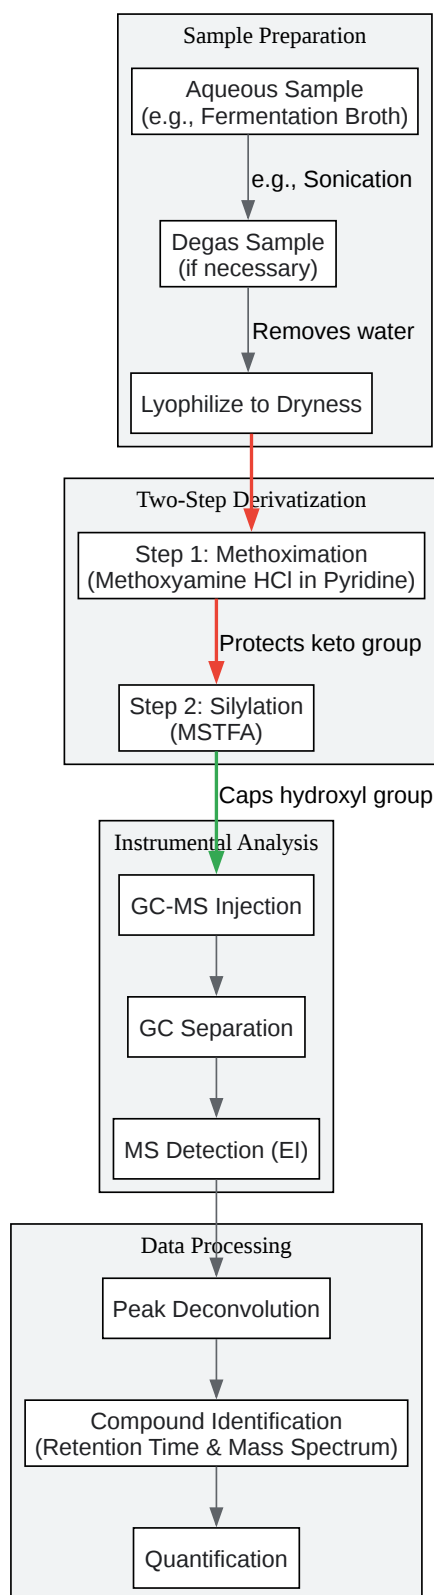 Sample Preparation
Aqueous Sample
(e.g., Fermentation Broth)
e.g., Sonication
Degas Sample
(if necessary)
Removes water
Lyophilize to Dryness
Two-Step Derivatization
Step 1: Methoximation
(Methoxyamine HCl in Pyridine)
Protects keto group
Step 2: Silylation
(MSTFA)
Caps hydroxyl group
Instrumental Analysis
GC-MS Injection
GC Separation
MS Detection (EI)
Data Processing
Peak Deconvolution
Compound Identification
(Retention Time & Mass Spectrum)
Quantification